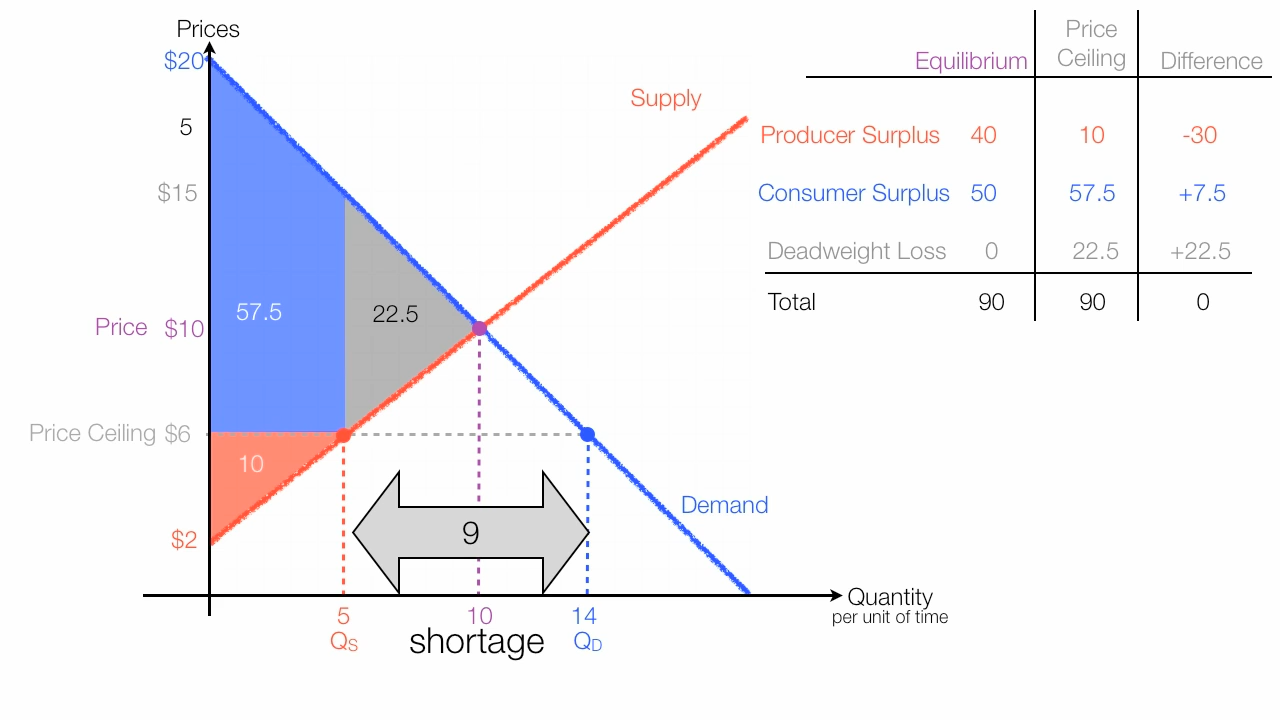 Prices
$20
5
$15
Price $10
Price Ceiling $6
$2
Supply
Demand
57.5
22.5
10
9
5
10
14
QS
shortage
QD
Quantity
per unit of time
Equilibrium
Price
Ceiling
Difference
Producer Surplus 40 10 -30
Consumer Surplus 50 57.5 +7.5
Deadweight Loss 0 22.5 +22.5
Total 90 90 0